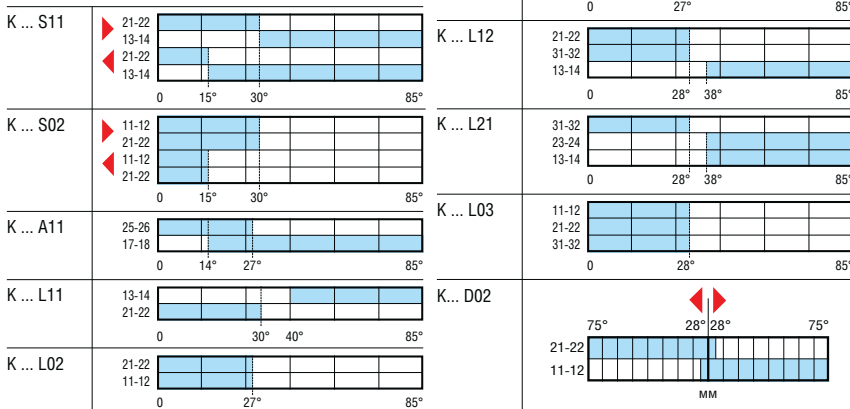 K ... S11
21-22
13-14
21-22
13-14
0 15° 30° 85°
K ... S02
11-12
21-22
11-12
21-22
0 15° 30° 85°
K ... A11
25-26
17-18
0 14° 27° 85°
K ... L11
13-14
21-22
0 30° 40° 85°
K ... L02
21-22
11-12
0 27° 85°
0 27° 85°
K ... L12
21-22
31-32
13-14
0 28° 38° 85°
K ... L21
31-32
23-24
13-14
0 28° 38° 85°
K ... L03
11-12
21-22
31-32
0 28° 85°
K... D02
75° 28° 28° 75°
21-22
11-12
мм